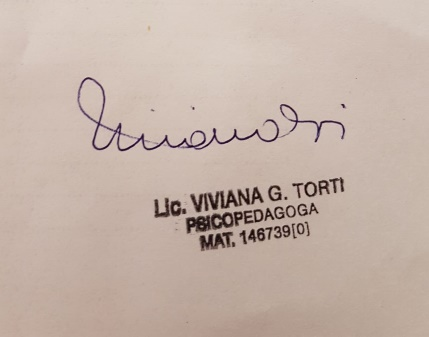 Lic. VIVIANA G. TORTI
PSICOPEDAGOGA
MAT. 146739[0]